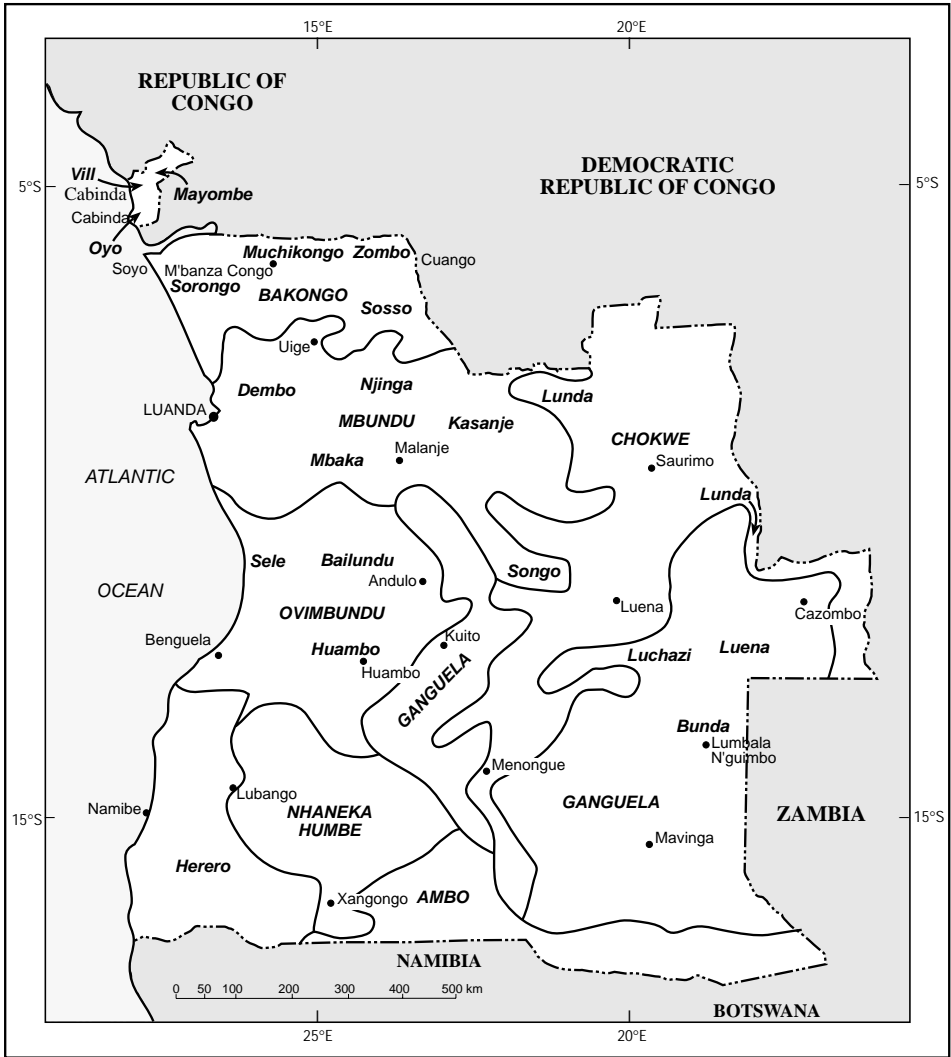 15°E
20°E
REPUBLIC OF
CONGO
DEMOCRATIC
REPUBLIC OF CONGO
5°S
5°S
Vill
Cabinda
Mayombe
Cabinda
Oyo
Soyo
Muchikongo
Zombo
Cuango
M'banza Congo
Sorongo
BAKONGO
Sosso
Uige
Dembo
Njinga
Lunda
LUANDA
MBUNDU
Kasanje
CHOKWE
Malanje
Mbaka
Saurimo
ATLANTIC
Lunda
Sele
Bailundu
Songo
Andulo
OCEAN
Luena
Cazombo
OVIMBUNDU
Benguela
Huambo
Kuito
Huambo
Luchazi
Luena
GANGUELA
Bunda
Lumbala
N'guimbo
Menongue
Lubango
GANGUELA
Namibe
NHANEKA
HUMBE
ZAMBIA
15°S
15°S
Mavinga
Herero
Xangongo
AMBO
NAMIBIA
0 50 100 200 300 400 500 km
BOTSWANA
25°E
20°E